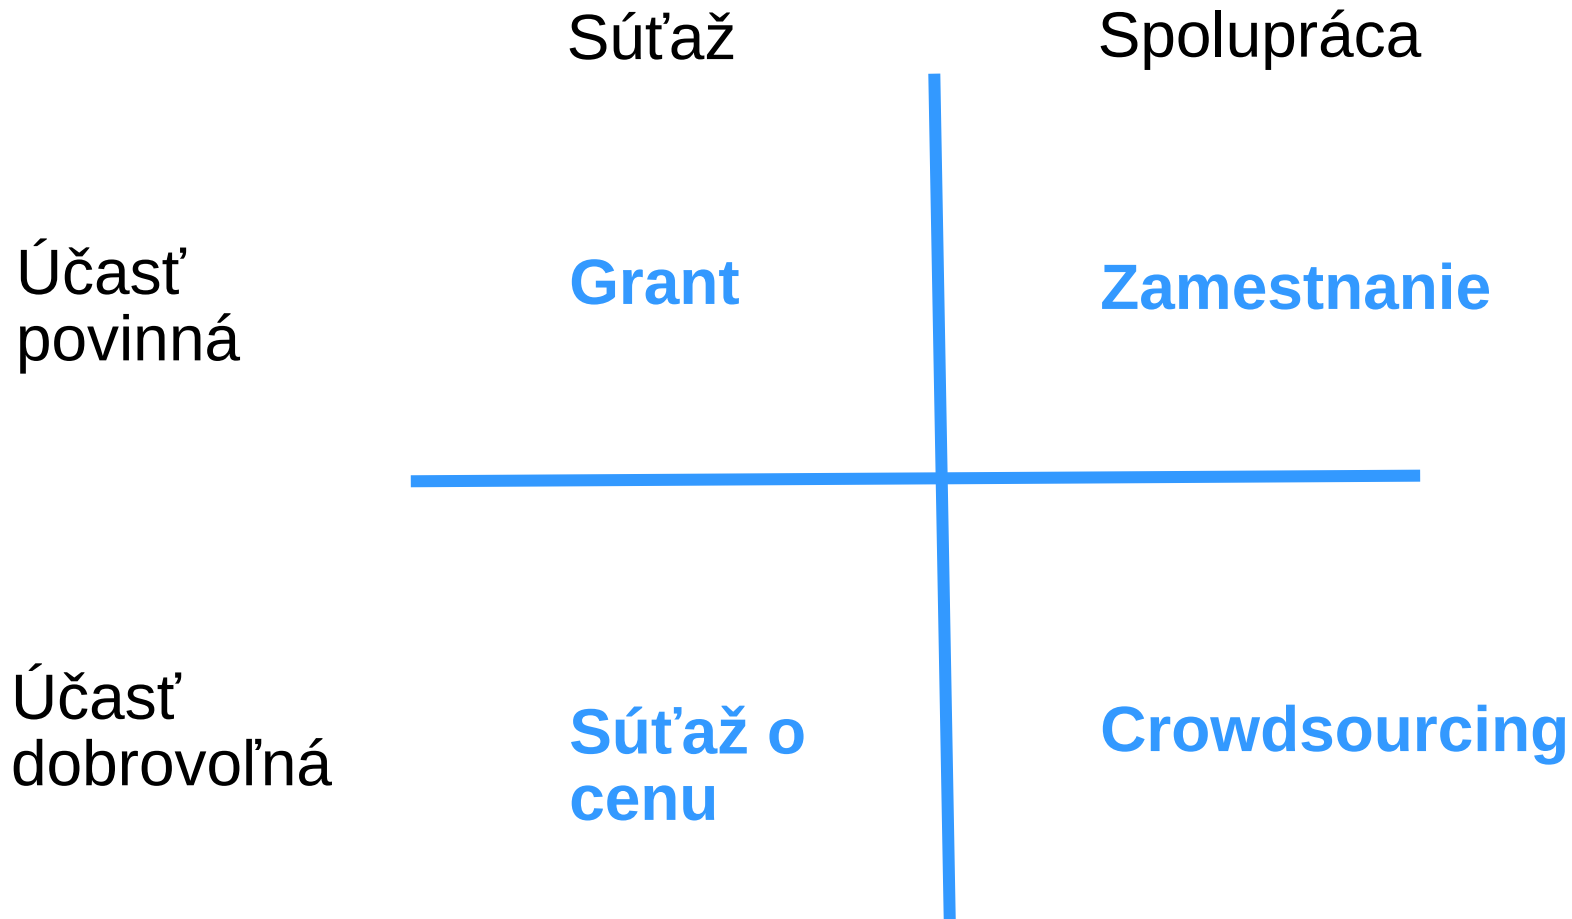 Súťaž
Spolupráca
Účasť
povinná
Grant
Zamestnanie
Účasť
dobrovoľná
Súťaž o
cenu
Crowdsourcing